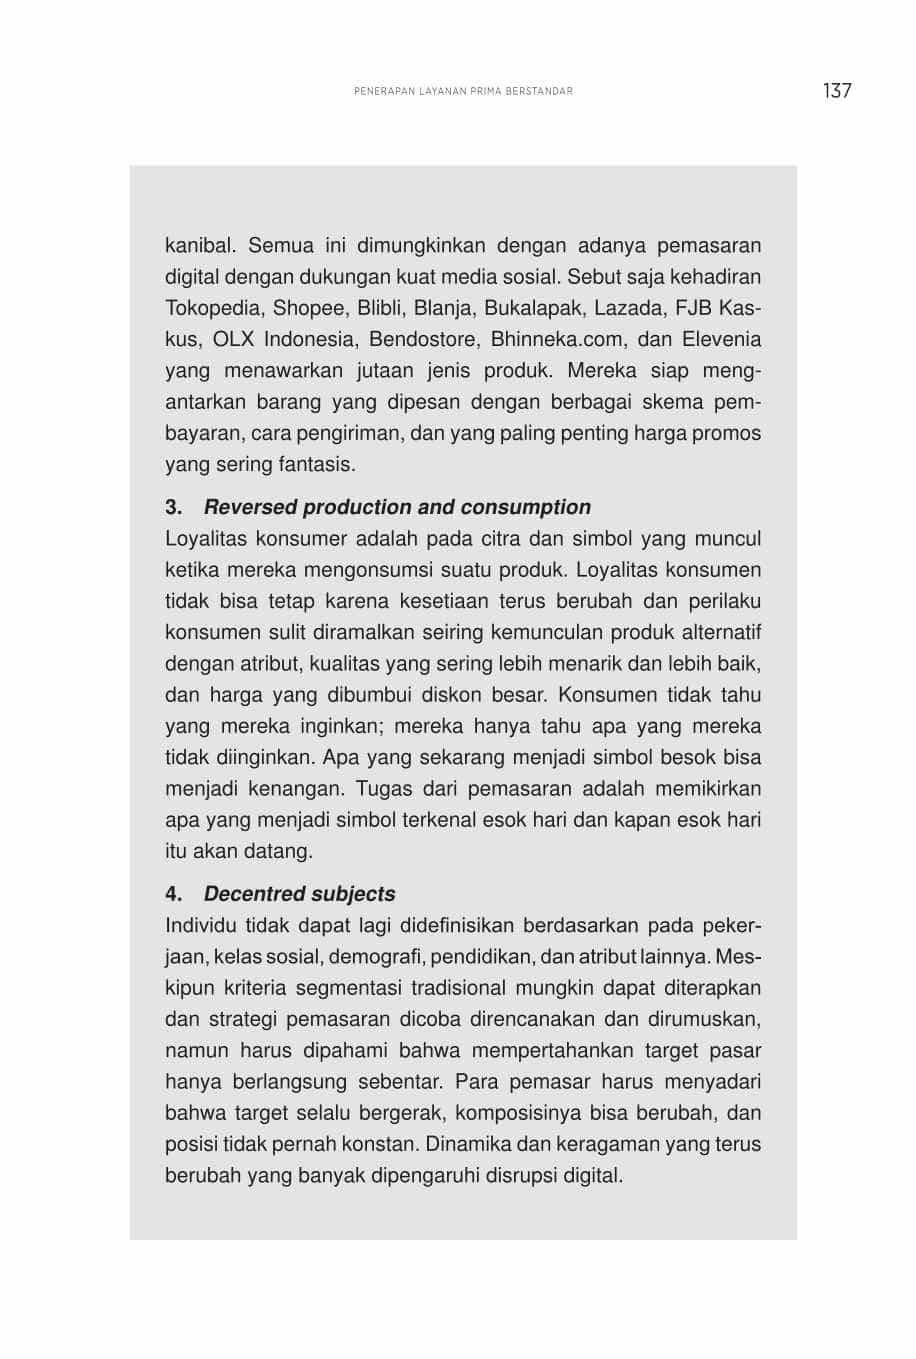 PENERAPAN LAYANAN PRIMA BERSTANDAR
137
kanibal. Semua ini dimungkinkan dengan adanya pemasaran
digital dengan dukungan kuat media sosial. Sebut saja kehadiran
Tokopedia, Shopee, Blibli, Blanja, Bukalapak, Lazada, FJB Kas-
kus, OLX Indonesia, Bendostore, Bhinneka.com, dan Elevenia
yang menawarkan jutaan jenis produk. Mereka siap meng-
antarkan barang yang dipesan dengan berbagai skema pem-
bayaran, cara pengiriman, dan yang paling penting harga promos
yang sering fantasis.
3. Reversed production and consumption
Loyalitas konsumer adalah pada citra dan simbol yang muncul
ketika mereka mengonsumsi suatu produk. Loyalitas konsumen
tidak bisa tetap karena kesetiaan terus berubah dan perilaku
konsumen sulit diramalkan seiring kemunculan produk alternatif
dengan atribut, kualitas yang sering lebih menarik dan lebih baik,
dan harga yang dibumbui diskon besar. Konsumen tidak tahu
yang mereka inginkan; mereka hanya tahu apa yang mereka
tidak diinginkan. Apa yang sekarang menjadi simbol besok bisa
menjadi kenangan. Tugas dari pemasaran adalah memikirkan
apa yang menjadi simbol terkenal esok hari dan kapan esok hari
itu akan datang.
4. Decentred subjects
Individu tidak dapat lagi didefinisikan berdasarkan pada peker-
jaan, kelas sosial, demografi, pendidikan, dan atribut lainnya. Mes-
kipun kriteria segmentasi tradisional mungkin dapat diterapkan
dan strategi pemasaran dicoba direncanakan dan dirumuskan,
namun harus dipahami bahwa mempertahankan target pasar
hanya berlangsung sebentar. Para pemasar harus menyadari
bahwa target selalu bergerak, komposisinya bisa berubah, dan
posisi tidak pernah konstan. Dinamika dan keragaman yang terus
berubah yang banyak dipengaruhi disrupsi digital.